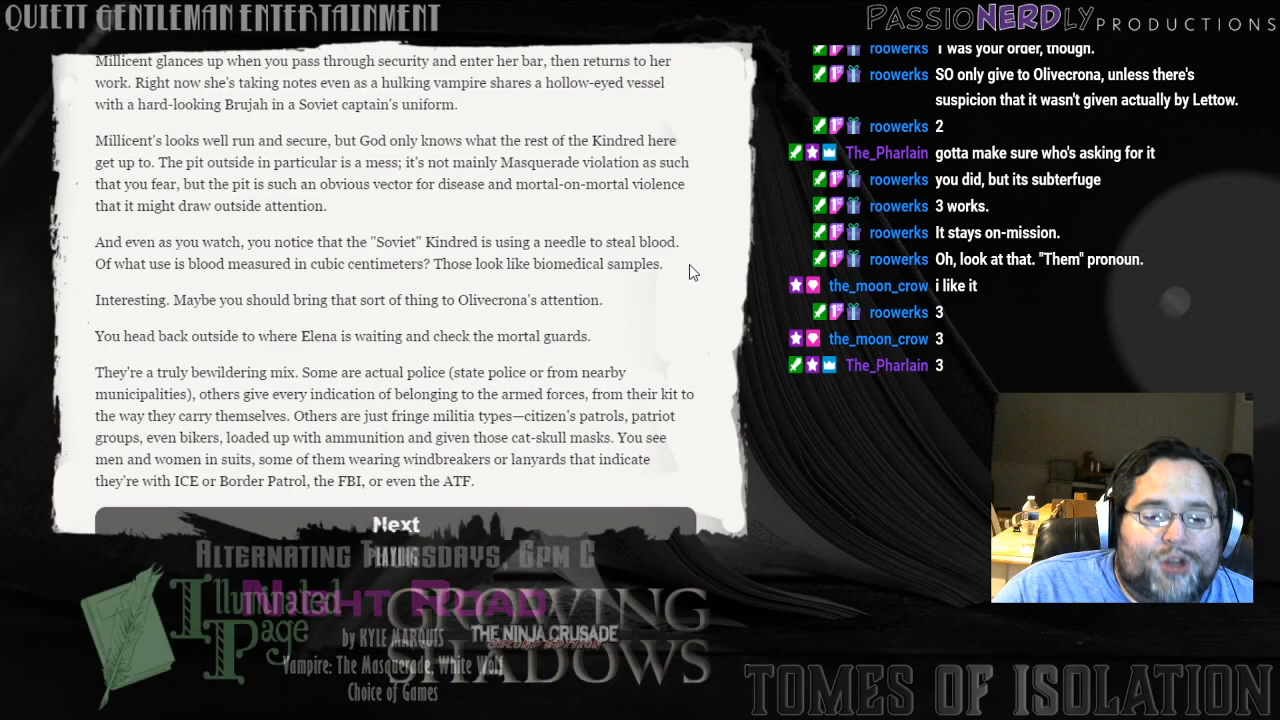 QUIETT GENTLEMAN ENTERTAINMENT
PASSIONERDLY PRODUCTIONS
Millicent glances up when you pass through security and enter her bar, then returns to her
work. Right now she's taking notes even as a hulking vampire shares a hollow-eyed vessel
with a hard-looking Brujah in a Soviet captain's uniform.
Millicent's looks well run and secure, but God only knows what the rest of the Kindred here
get up to. The pit outside in particular is a mess; it's not mainly Masquerade violation as such
that you fear, but the pit is such an obvious vector for disease and mortal-on-mortal violence
that it might draw outside attention.
And even as you watch, you notice that the "Soviet" Kindred is using a needle to steal blood.
Of what use is blood measured in cubic centimeters? Those look like biomedical samples.
Interesting. Maybe you should bring that sort of thing to Olivecrona's attention.
You head back outside to where Elena is waiting and check the mortal guards.
They're a truly bewildering mix. Some are actual police (state police or from nearby
municipalities), others give every indication of belonging to the armed forces, from their kit to
the way they carry themselves. Others are just fringe militia types—citizen's patrols, patriot
groups, even bikers, loaded up with ammunition and given those cat-skull masks. You see
men and women in suits, some of them wearing windbreakers or lanyards that indicate
they're with ICE or Border Patrol, the FBI, or even the ATF.
Next
roowerks I was your order, though.
roowerks SO only give to Olivecrona, unless there's
suspicion that it wasn't given actually by Lettow.
roowerks 2
The_Pharlain gotta make sure who's asking for it
roowerks you did, but its subterfuge
roowerks 3 works.
roowerks It stays on-mission.
roowerks Oh, look at that. "Them" pronoun.
the_moon_crow i like it
roowerks 3
the_moon_crow 3
The_Pharlain 3
ALTERNATING THURSDAYS, 6PM C
PLAYING
Illuminated Page
NIGHT ROAD
GROWING SHADOWS
THE NINJA CRUSADE
SECOND EDITION
by KYLE MARQUIS
Vampire: The Masquerade, White Wolf
Choice of Games
TOMES OF ISOLATION